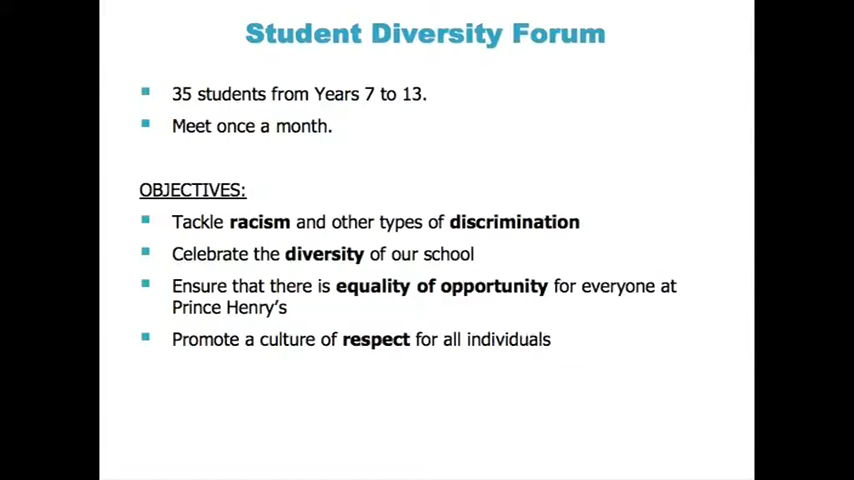 Student Diversity Forum
35 students from Years 7 to 13.
Meet once a month.
OBJECTIVES:
Tackle racism and other types of discrimination
Celebrate the diversity of our school
Ensure that there is equality of opportunity for everyone at
Prince Henry’s
Promote a culture of respect for all individuals